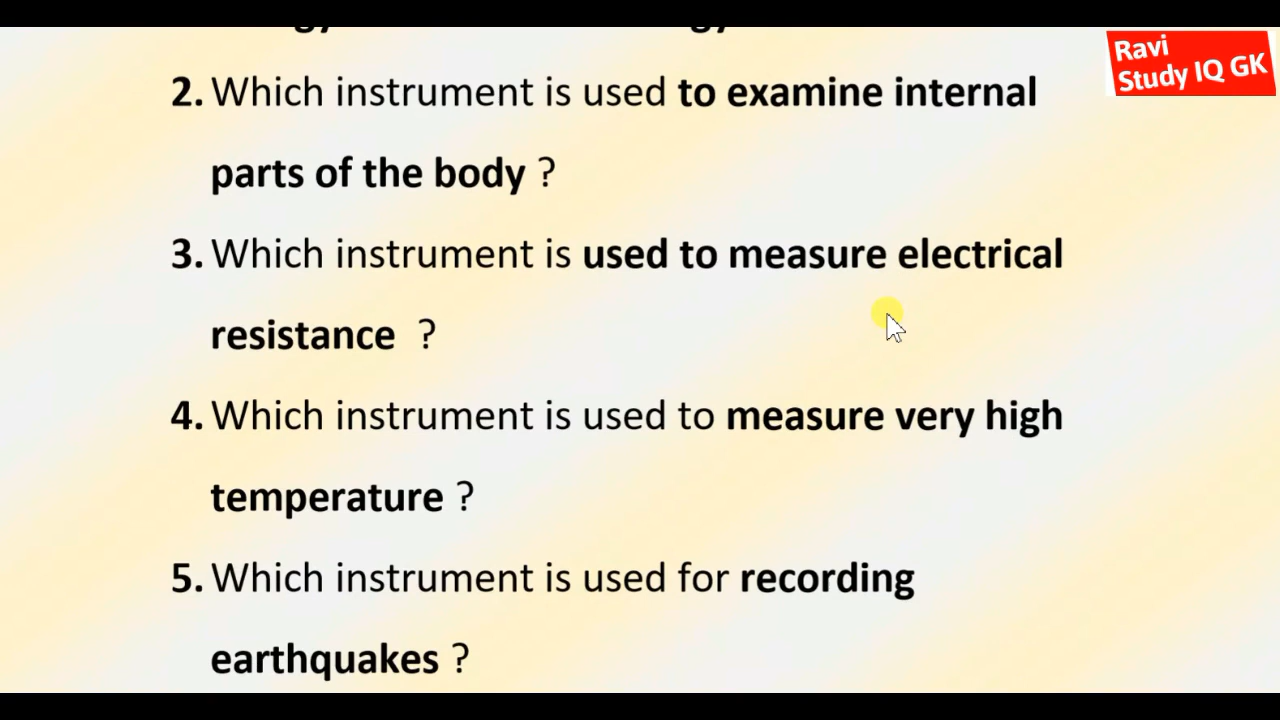 Ravi
Study IQ GK
2. Which instrument is used to examine internal
parts of the body ?
3. Which instrument is used to measure electrical
resistance ?
4. Which instrument is used to measure very high
temperature ?
5. Which instrument is used for recording
earthquakes ?